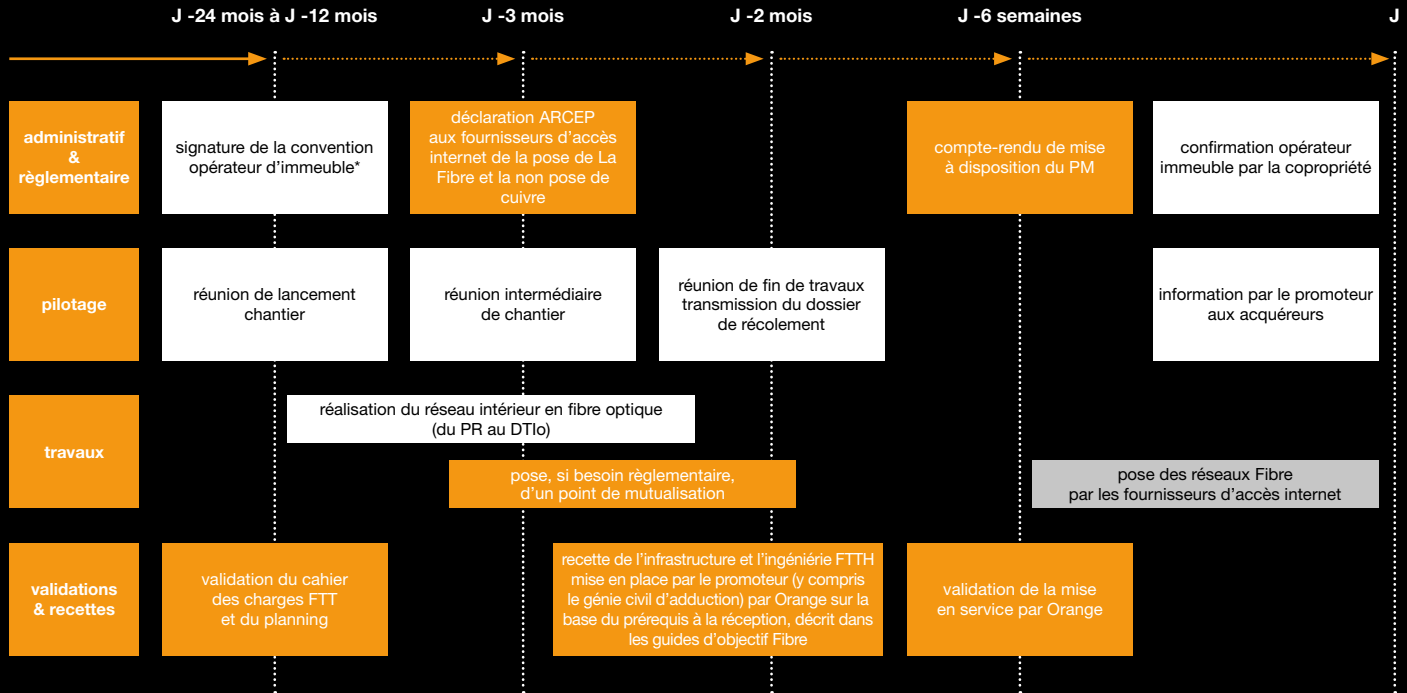 J -24 mois à J -12 mois
J -3 mois
J -2 mois
J -6 semaines
J
administratif
&
règlementaire
signature de la convention
opérateur d'immeuble*
déclaration ARCEP
aux fournisseurs d'accès
internet de la pose de La
Fibre et la non pose de
cuivre
compte-rendu de mise
à disposition du PM
confirmation opérateur
immeuble par la copropriété
pilotage
réunion de lancement
chantier
réunion intermédiaire
de chantier
réunion de fin de travaux
transmission du dossier
de récolement
information par le promoteur
aux acquéreurs
travaux
réalisation du réseau intérieur en fibre optique
(du PR au DTIo)
pose, si besoin règlementaire,
d'un point de mutualisation
pose des réseaux Fibre
par les fournisseurs d'accès internet
validations
& recettes
validation du cahier
des charges FTT
et du planning
recette de l'infrastructure et l'ingéniérie FTTH
mise en place par le promoteur (y compris
le génie civil d'adduction) par Orange sur la
base du prérequis à la réception, décrit dans
les guides d'objectif Fibre
validation de la mise
en service par Orange